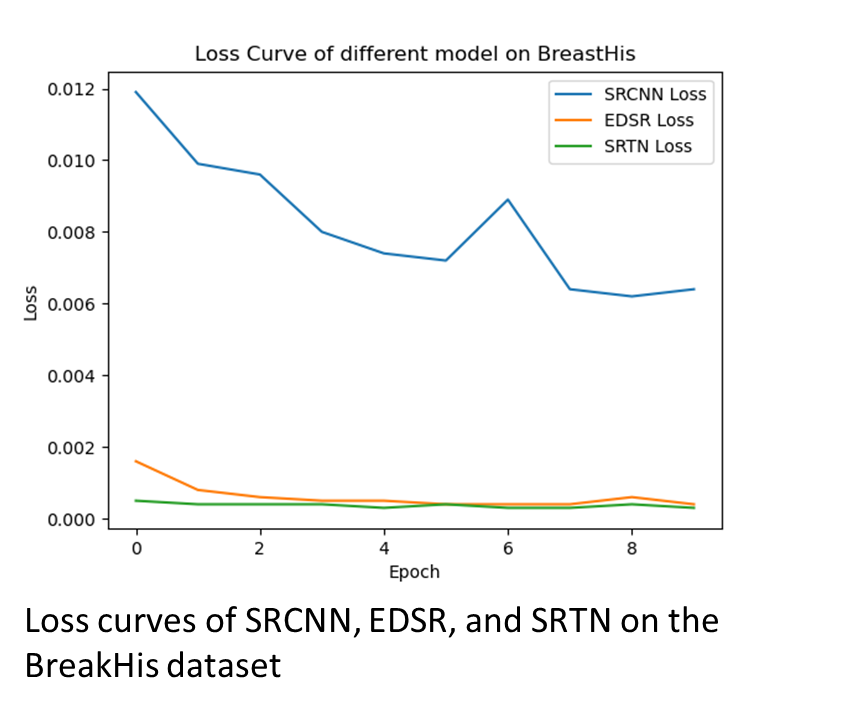 Loss Curve of different model on BreastHis
0.012
0.010
0.008
0.006
0.004
0.002
0.000
Loss
SRCNN Loss
EDSR Loss
SRTN Loss
0 2 4 6 8
Epoch
Loss curves of SRCNN, EDSR, and SRTN on the
BreakHis dataset